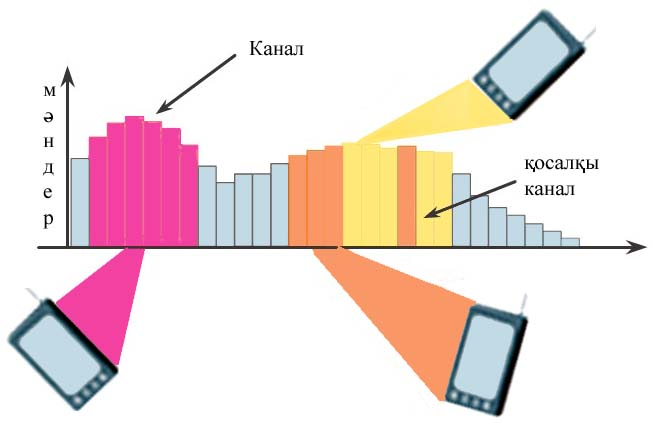 Канал
мәндер
қосалқы
канал